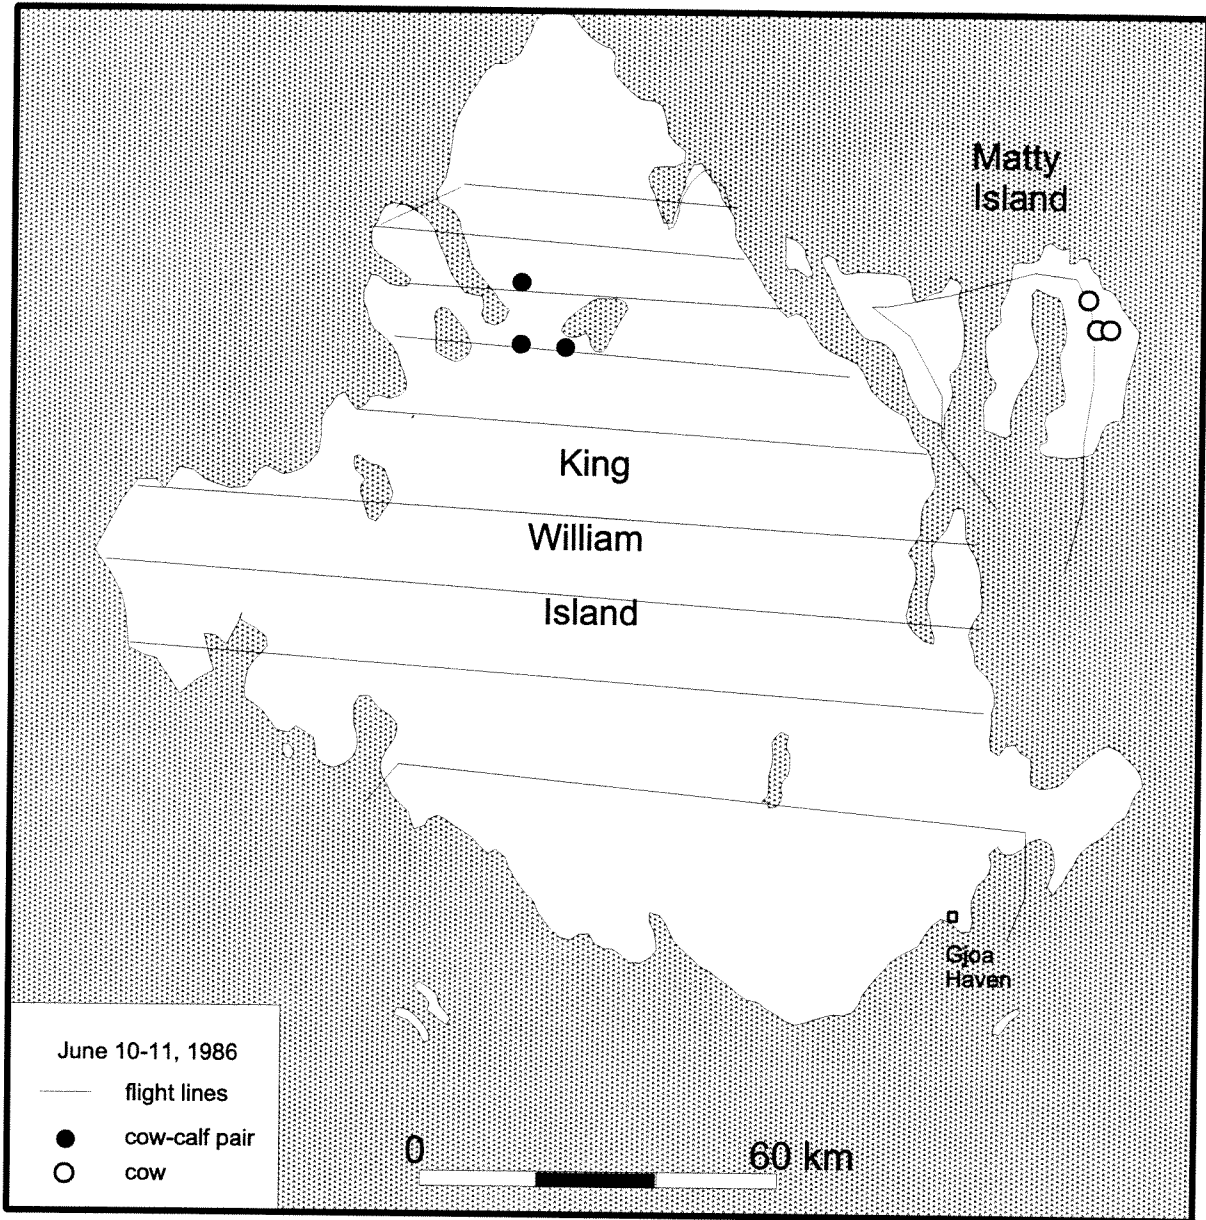 Matty
Island
King
William
Island
Gjoa
Haven
June 10-11, 1986
flight lines
cow-calf pair
cow
0
60 km